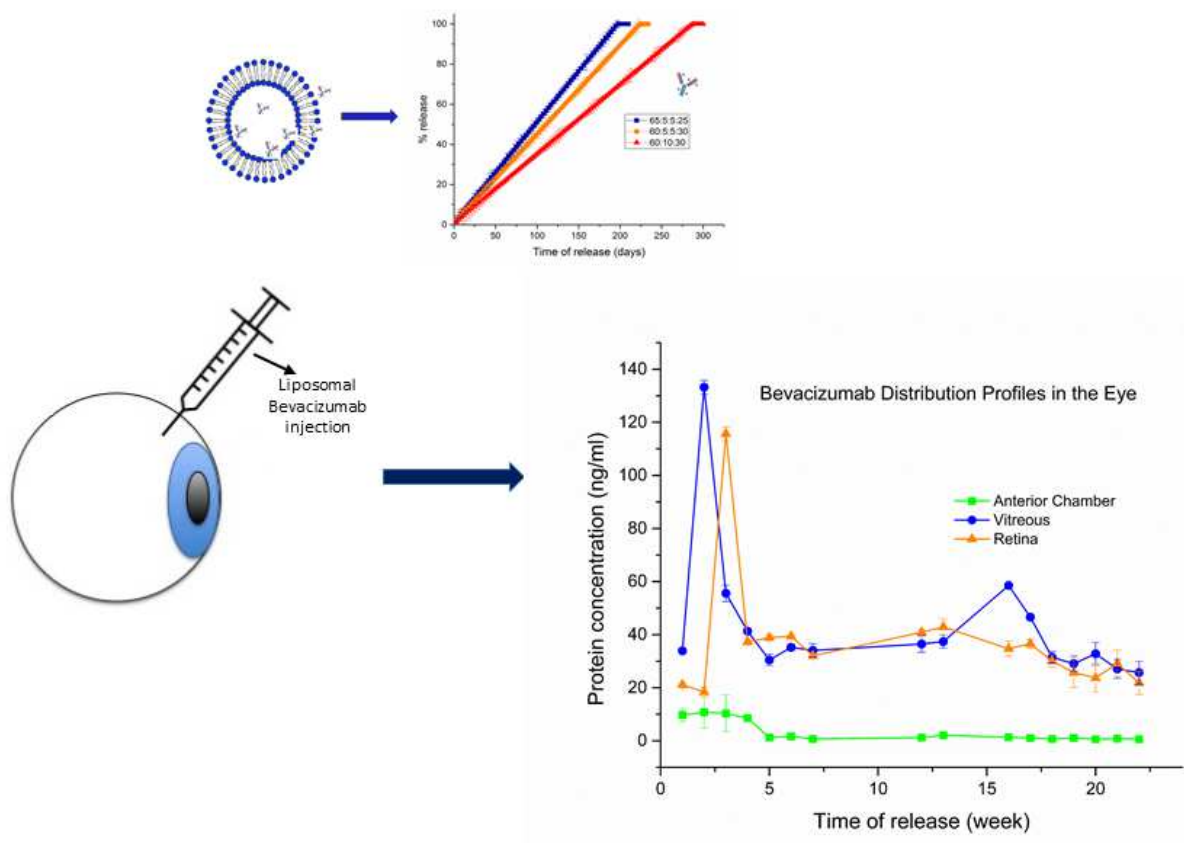 100
80
60
40
20
0
% release
65:5:5:25
60:5:5:30
60:10:30
0 50 100 150 200 250 300
Time of release (days)
Liposomal
Bevacizumab
injection
Bevacizumab Distribution Profiles in the Eye
140
120
100
80
60
40
20
0
Protein concentration (ng/ml)
Anterior Chamber
Vitreous
Retina
0 5 10 15 20
Time of release (week)